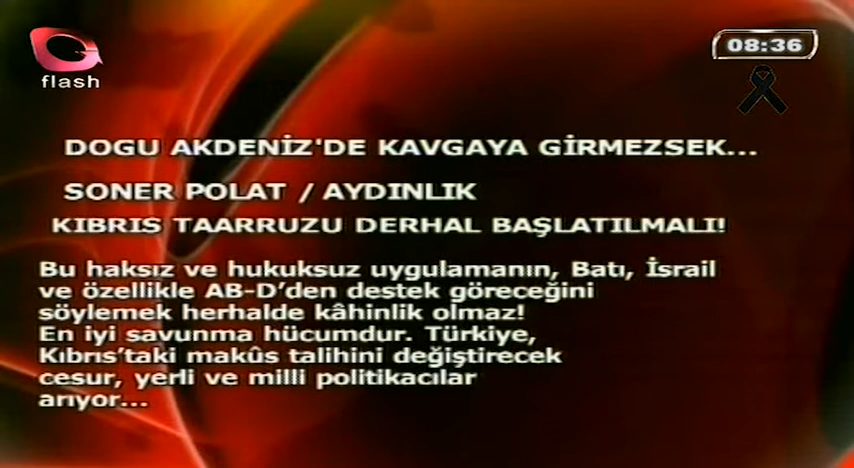 flash
08:36
DOGU AKDENİZ'DE KAVGAYA GİRMEZSEK...
SONER POLAT / AYDINLIK
KIBRIS TAARRUZU DERHAL BAŞLATILMALI!
Bu haksız ve hukuksuz uygulamanın, Batı, İsrail
ve özellikle AB-D’den destek göreceğini
söylemek herhalde kâhinlik olmaz!
En iyi savunma hücumdur. Türkiye,
Kıbrıs’taki makûs talihini değiştirecek
cesur, yerli ve milli politikacılar
arıyor...